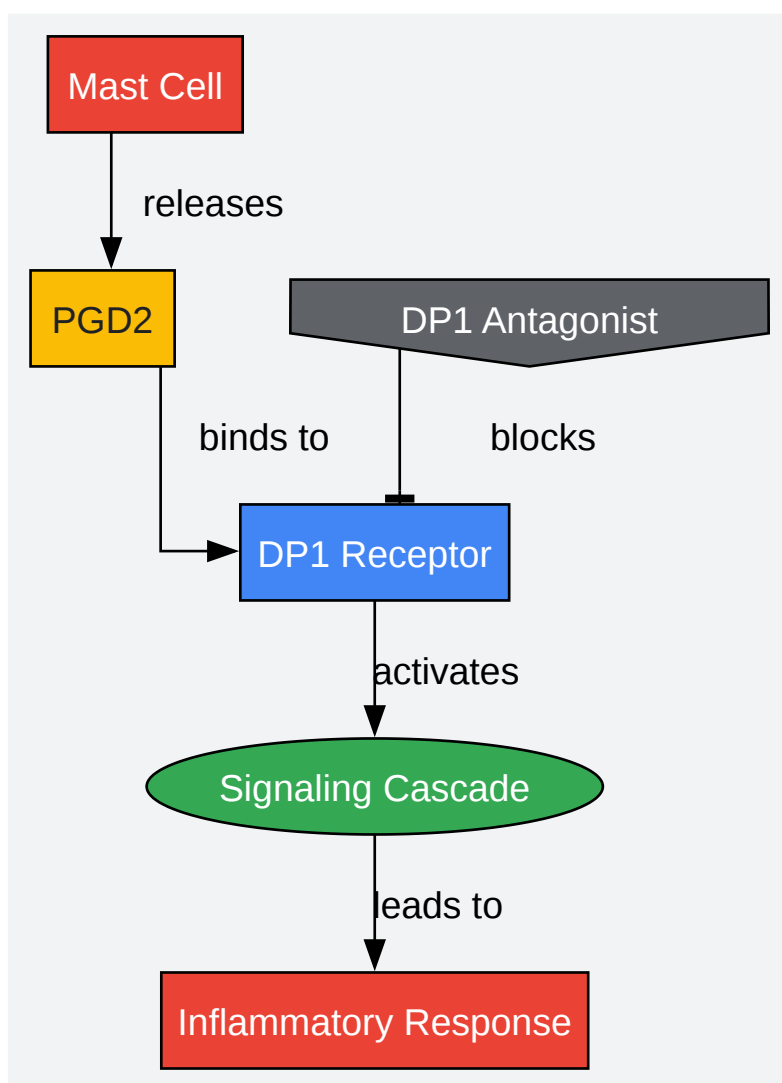 Mast Cell
releases
PGD2
DP1 Antagonist
binds to
blocks
DP1 Receptor
activates
Signaling Cascade
leads to
Inflammatory Response